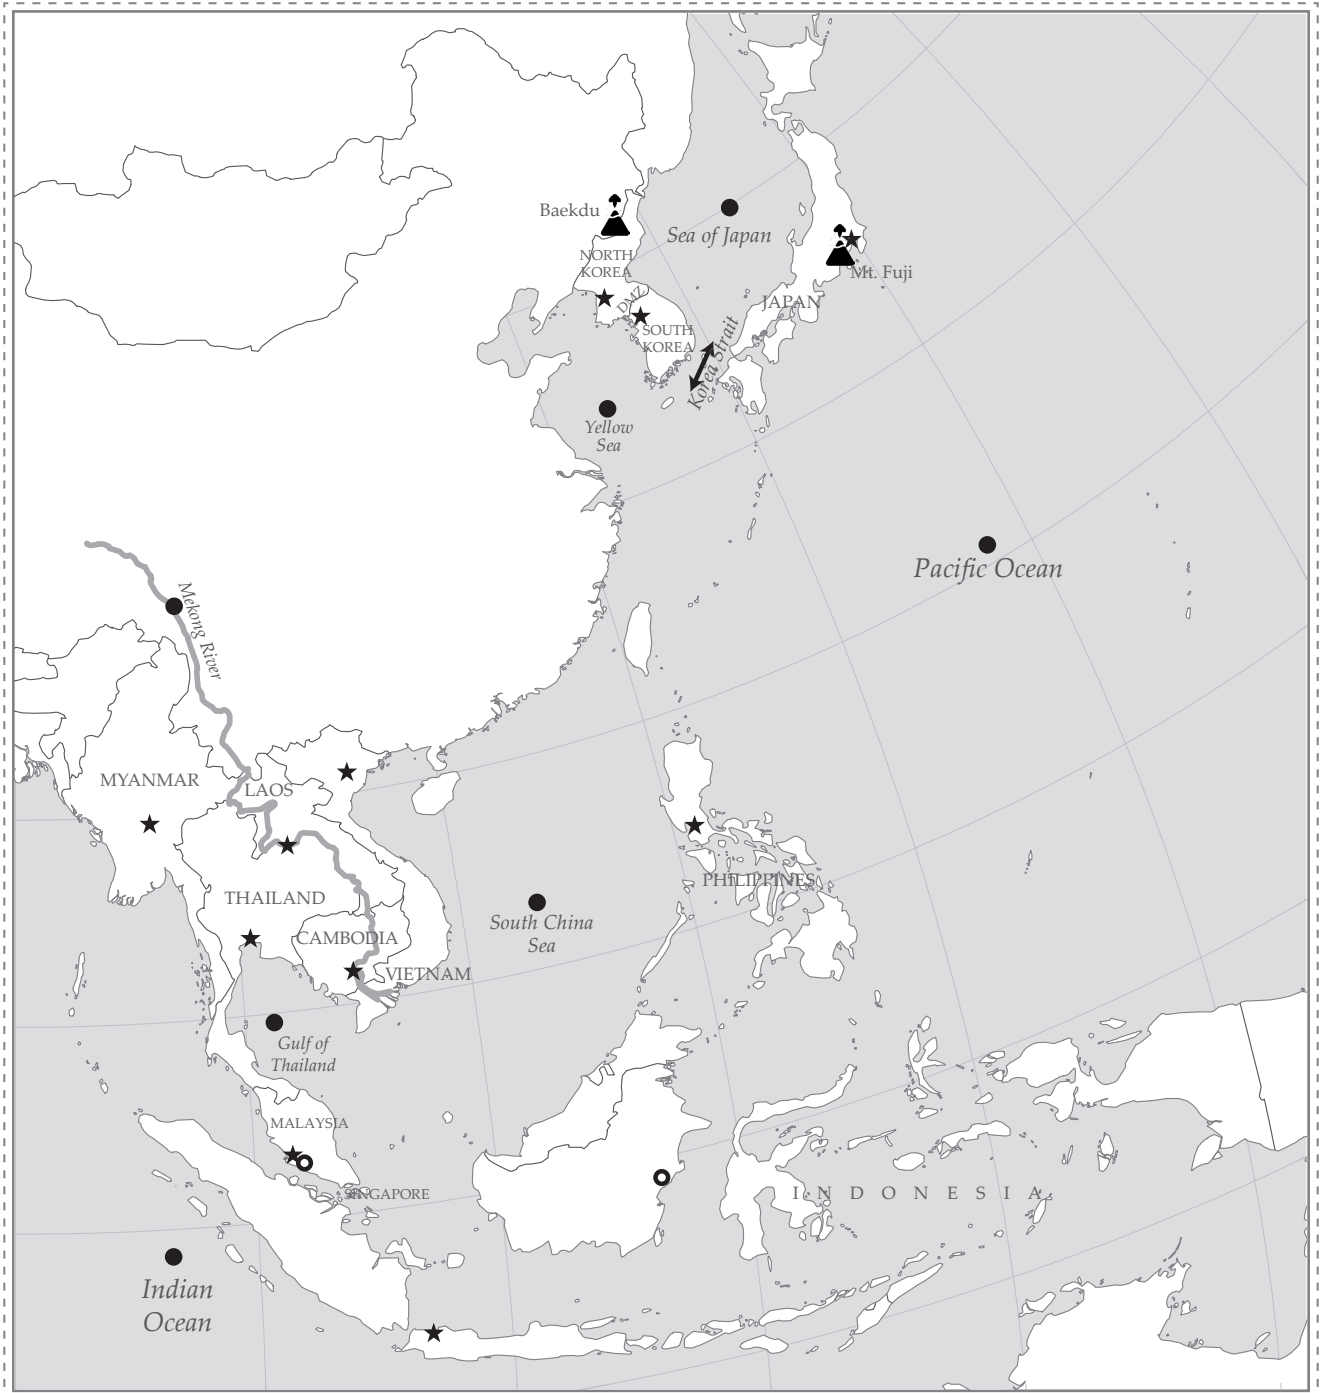 Baekdu
Sea of Japan
NORTH
KOREA
Mt. Fuji
DMZ
JAPAN
SOUTH
KOREA
Korea Strait
Yellow
Sea
Pacific Ocean
Mekong River
MYANMAR
LAOS
PHILIPPINES
THAILAND
South China
Sea
CAMBODIA
VIETNAM
Gulf of
Thailand
MALAYSIA
SINGAPORE
INDONESIA
Indian
Ocean